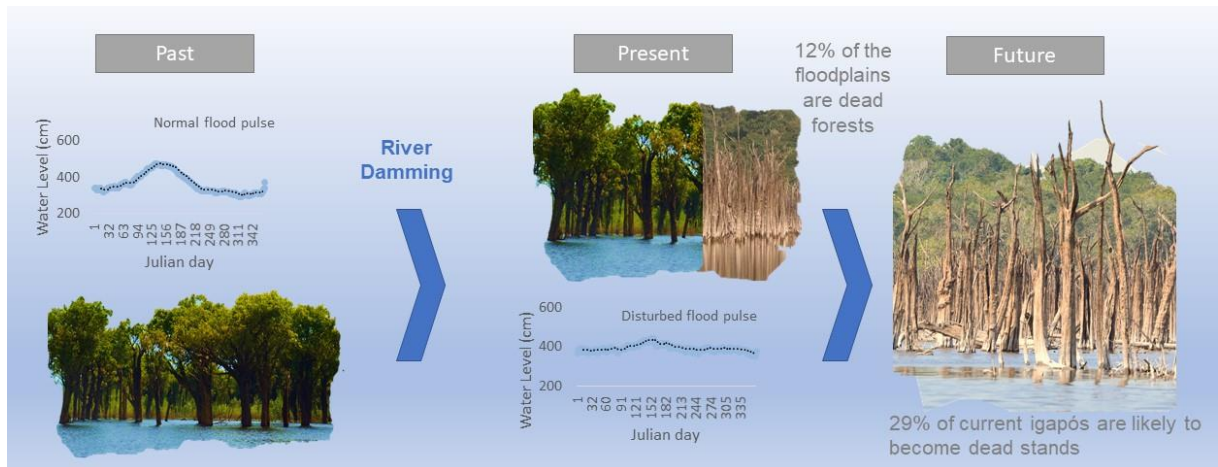 Past
Normal flood pulse
Water Level (cm)
600
400
200
1
32
63
94
125
156
187
218
249
280
311
342
Julian day
River
Damming
Present
12% of the
floodplains
are dead
forests
Disturbed flood pulse
Water Level (cm)
600
400
200
1
32
60
91
121
152
182
213
244
274
305
335
Julian day
Future
29% of current igapós are likely to
become dead stands